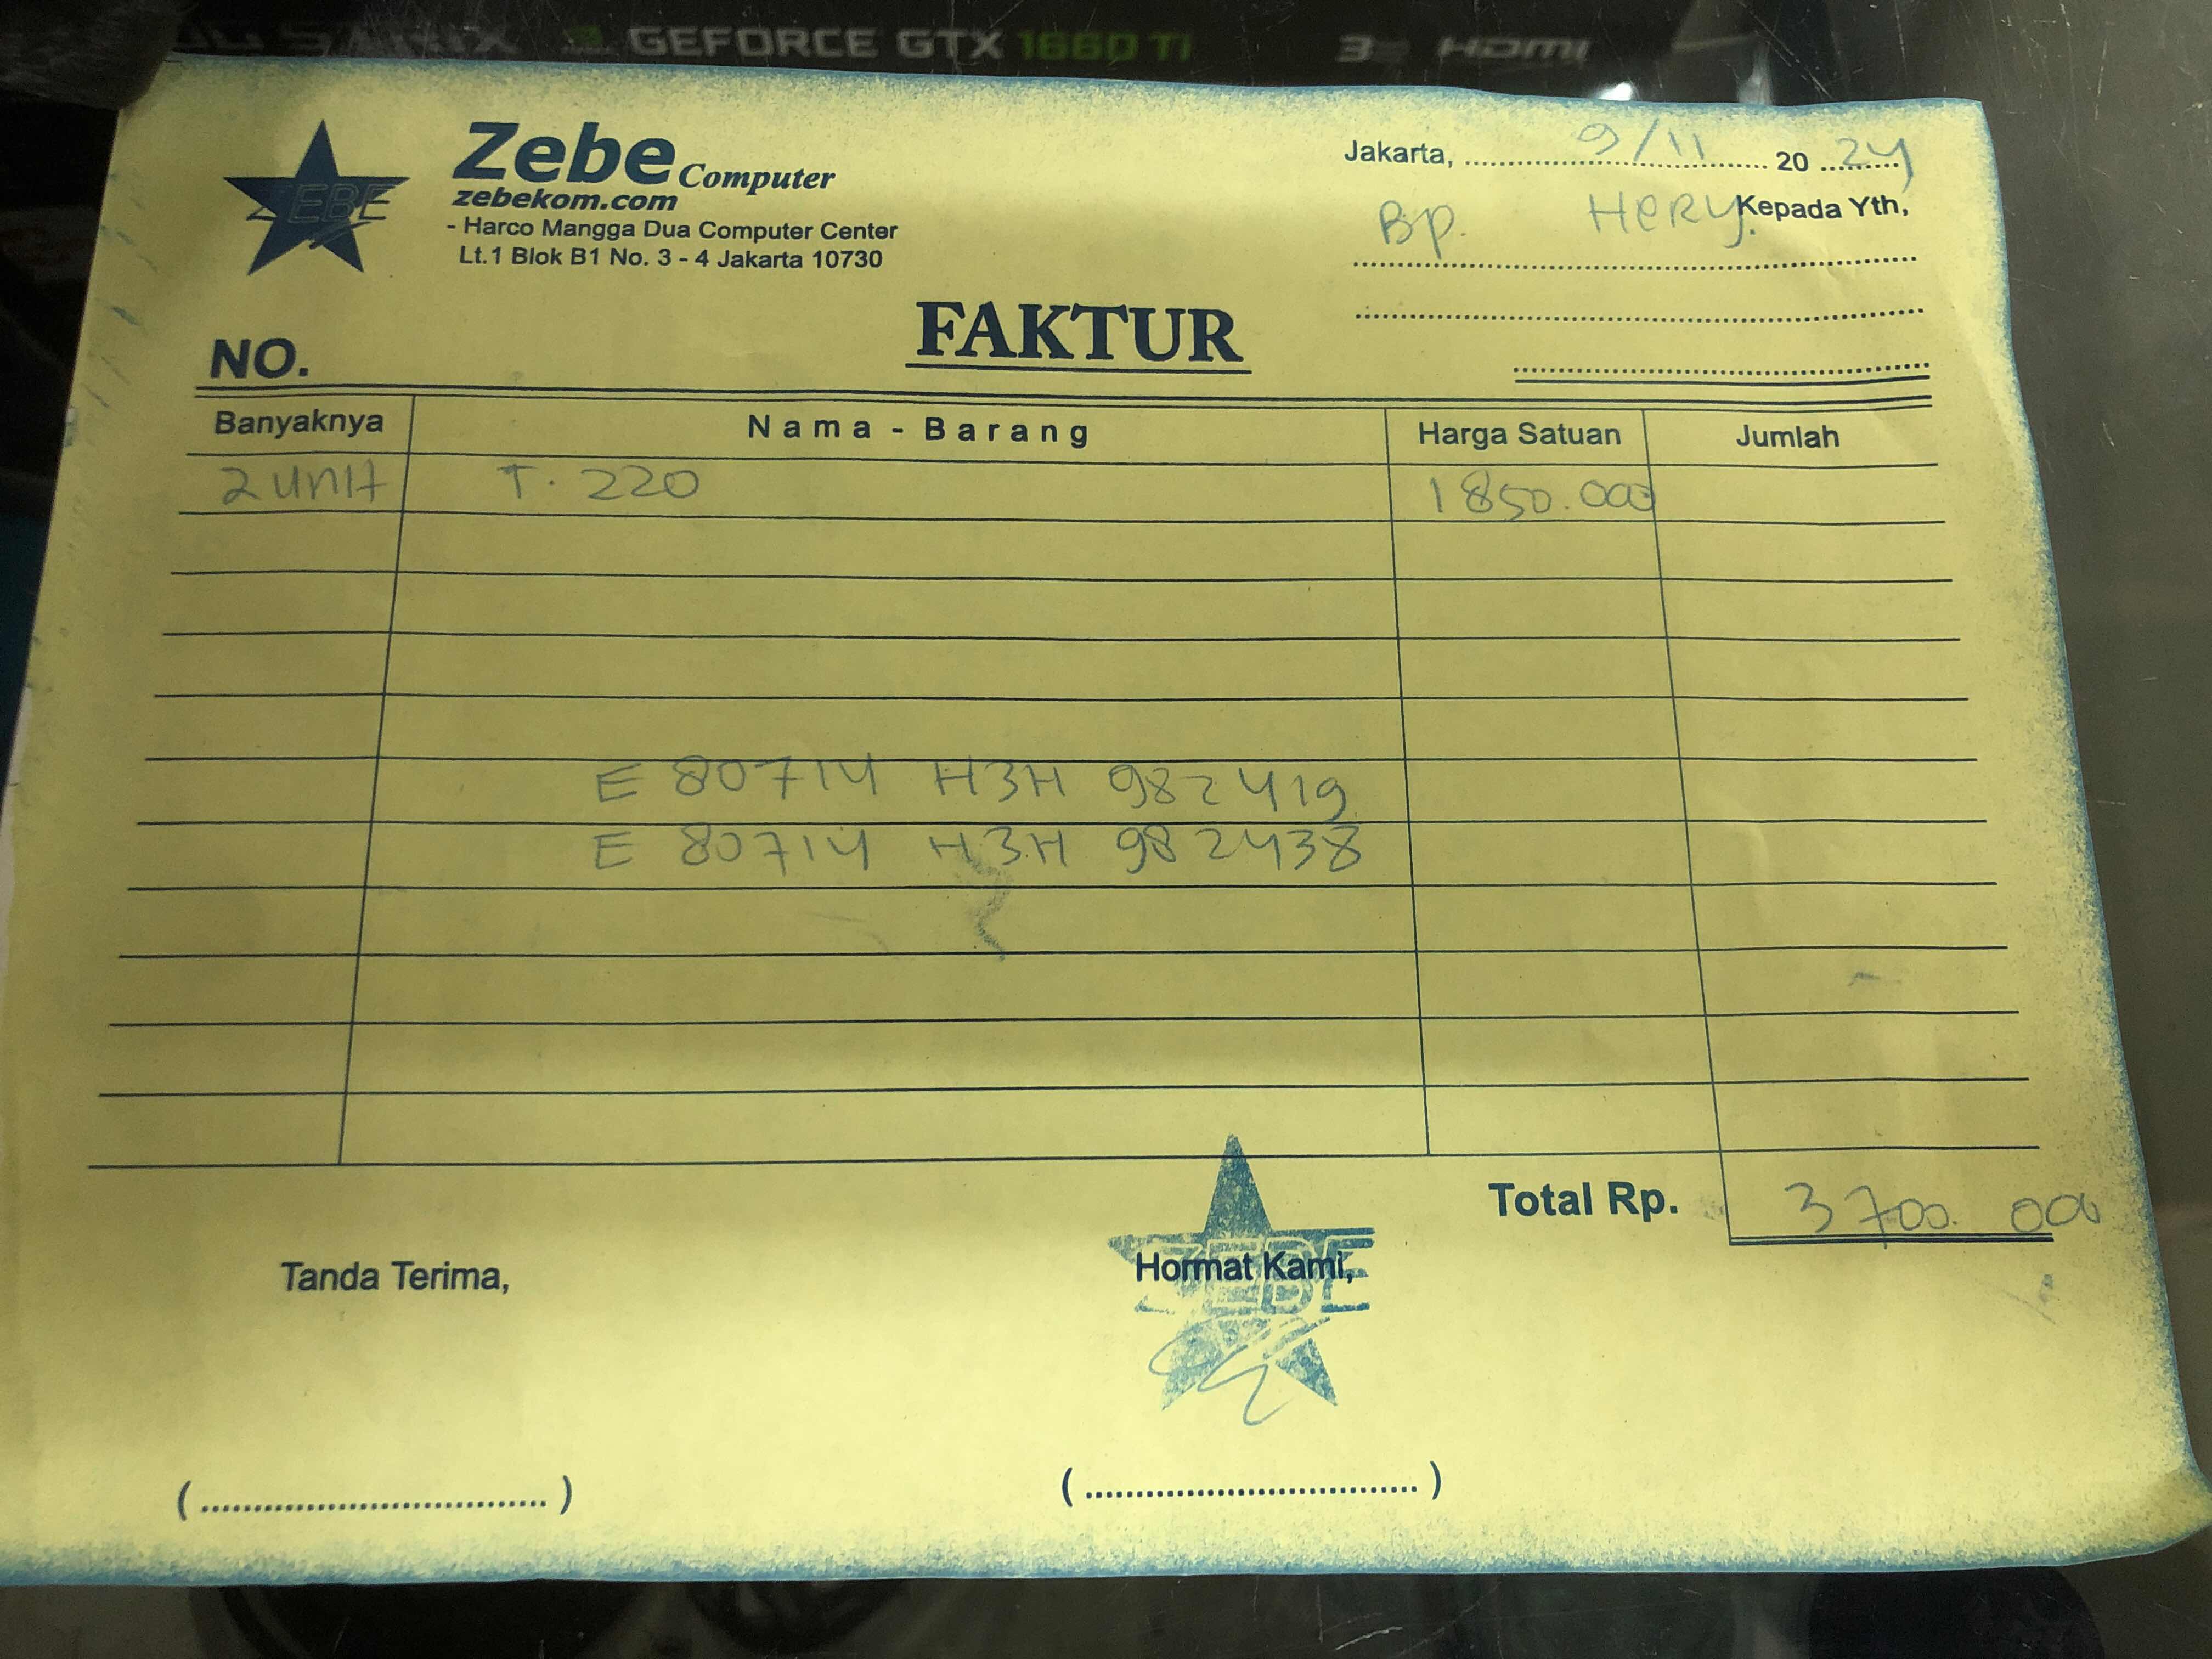 GEFORCE GTX 1660 Ti
HDMI
ZEBE
Zebe Computer
zebekom.com
- Harco Mangga Dua Computer Center
Lt.1 Blok B1 No. 3 - 4 Jakarta 10730
Jakarta, 9/11 20 24
Kepada Yth,
Bp. HERY.
FAKTUR
NO.
Banyaknya Nama - Barang Harga Satuan Jumlah
2 unit T. 220 1850.000
E 80714 H3H 982419
E 80714 H3H 982438
Total Rp. 3700. 000
Tanda Terima,
Hormat Kami,
ZEBE
(..................................)
(..................................)